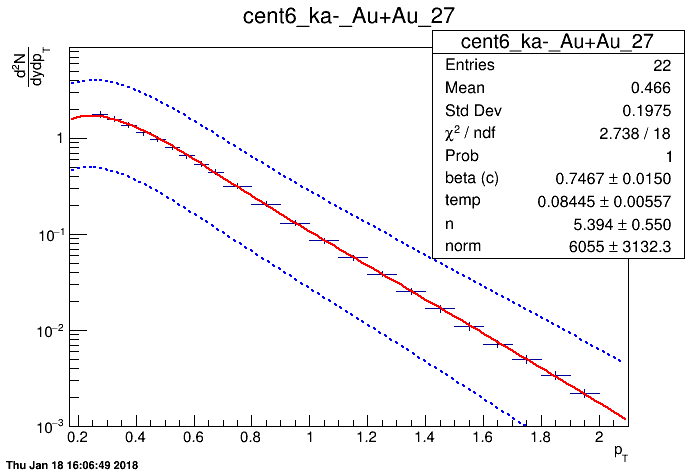 cent6_ka-_Au+Au_27
cent6_ka-_Au+Au_27
Entries 22
Mean 0.466
Std Dev 0.1975
χ² / ndf 2.738 / 18
Prob 1
beta (c) 0.7467 ± 0.0150
temp 0.08445 ± 0.00557
n 5.394 ± 0.550
norm 6055 ± 3132.3
d²N
dydp_T
1
10⁻¹
10⁻²
10⁻³
0.2 0.4 0.6 0.8 1 1.2 1.4 1.6 1.8 2
p_T
Thu Jan 18 16:06:49 2018